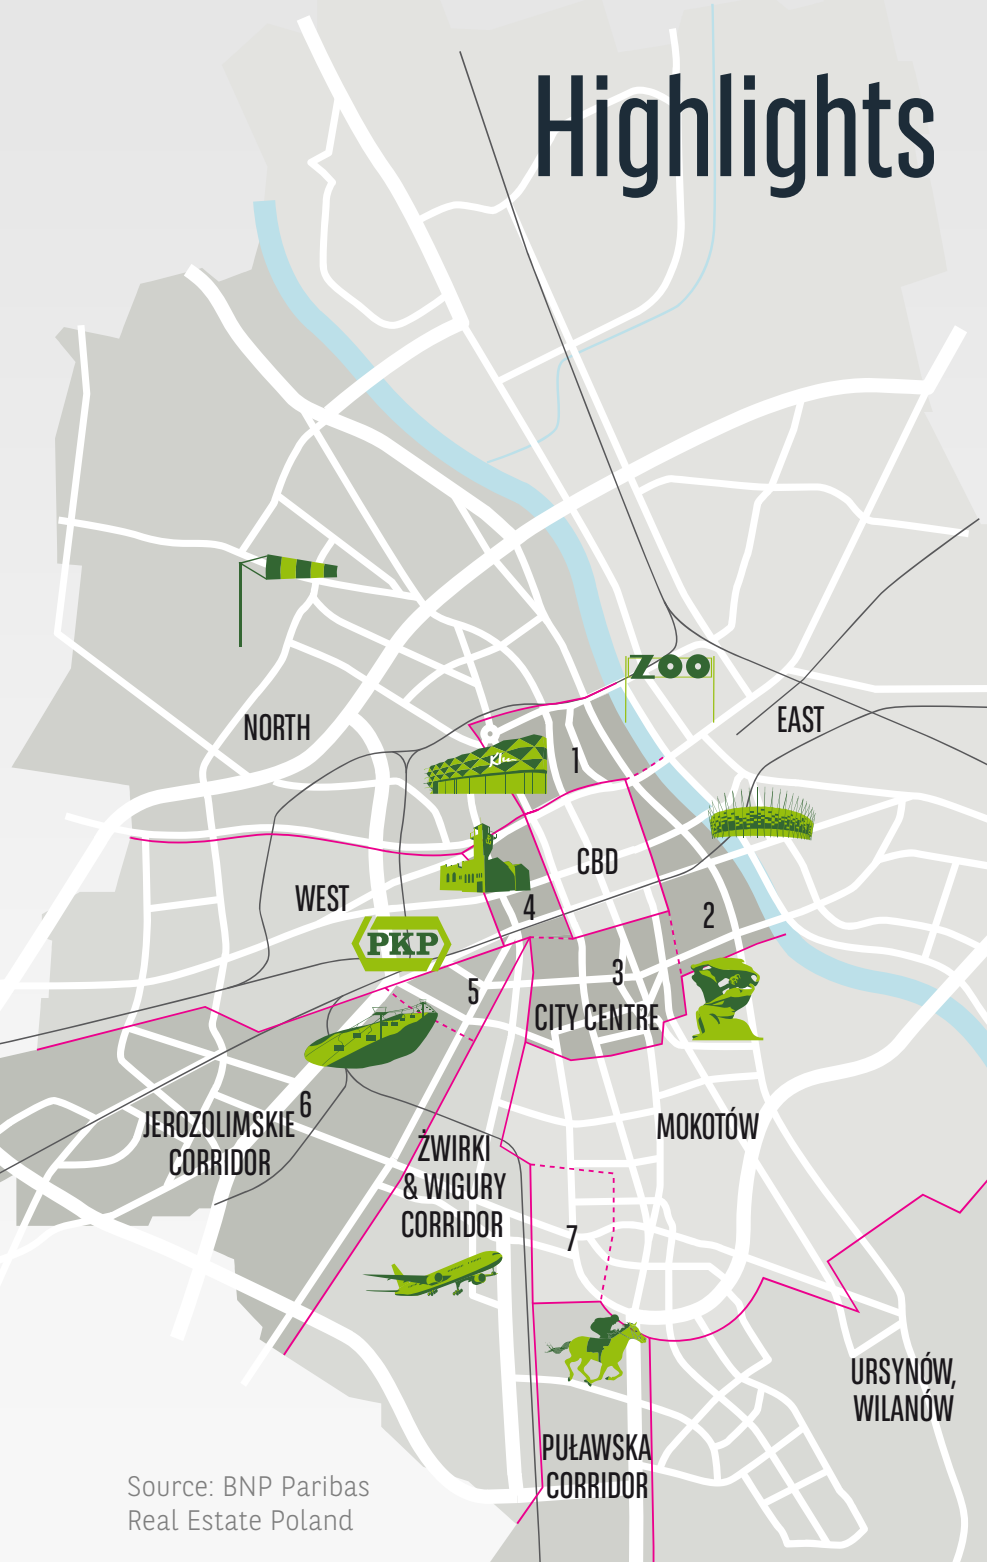 Highlights
ZOO
NORTH
EAST
1
Klif
CBD
WEST
4
2
PKP
3
5
CITY CENTRE
6
JEROZOLIMSKIE
CORRIDOR
MOKOTÓW
ŻWIRKI
& WIGURY
CORRIDOR
7
URSYNÓW,
WILANÓW
PUŁAWSKA
CORRIDOR
Source: BNP Paribas
Real Estate Poland